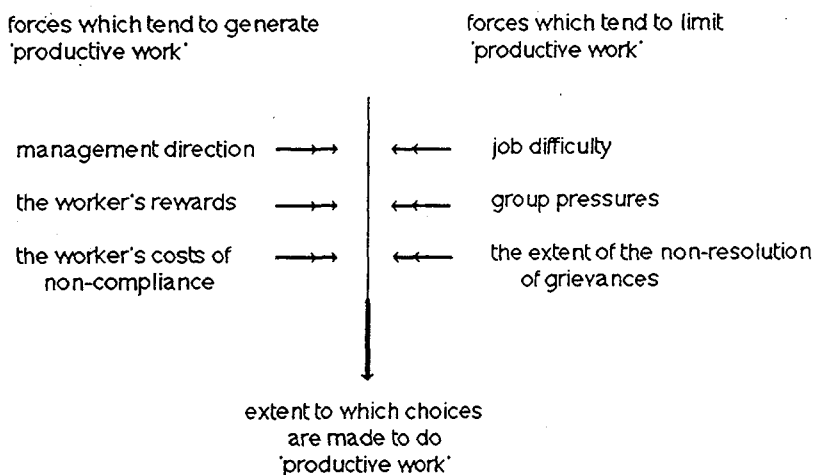 forces which tend to generate
'productive work'
forces which tend to limit
'productive work'
management direction
job difficulty
the worker's rewards
group pressures
the worker's costs of
non-compliance
the extent of the non-resolution
of grievances
extent to which choices
are made to do
'productive work'